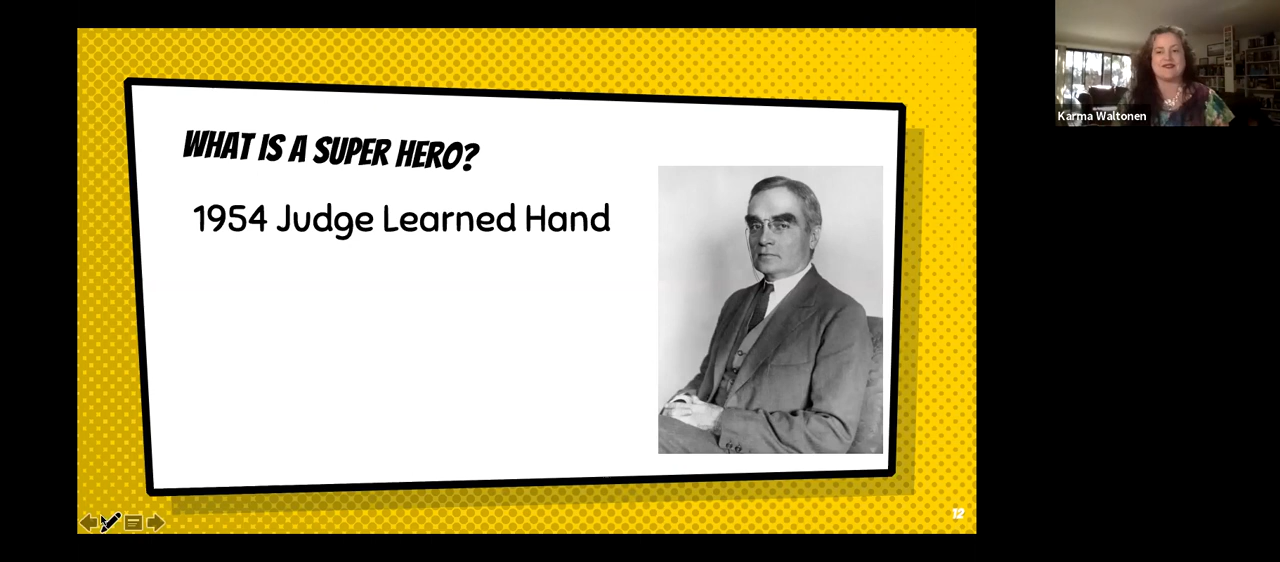 WHAT IS A SUPER HERO?
1954 Judge Learned Hand
12
Karma Waltonen